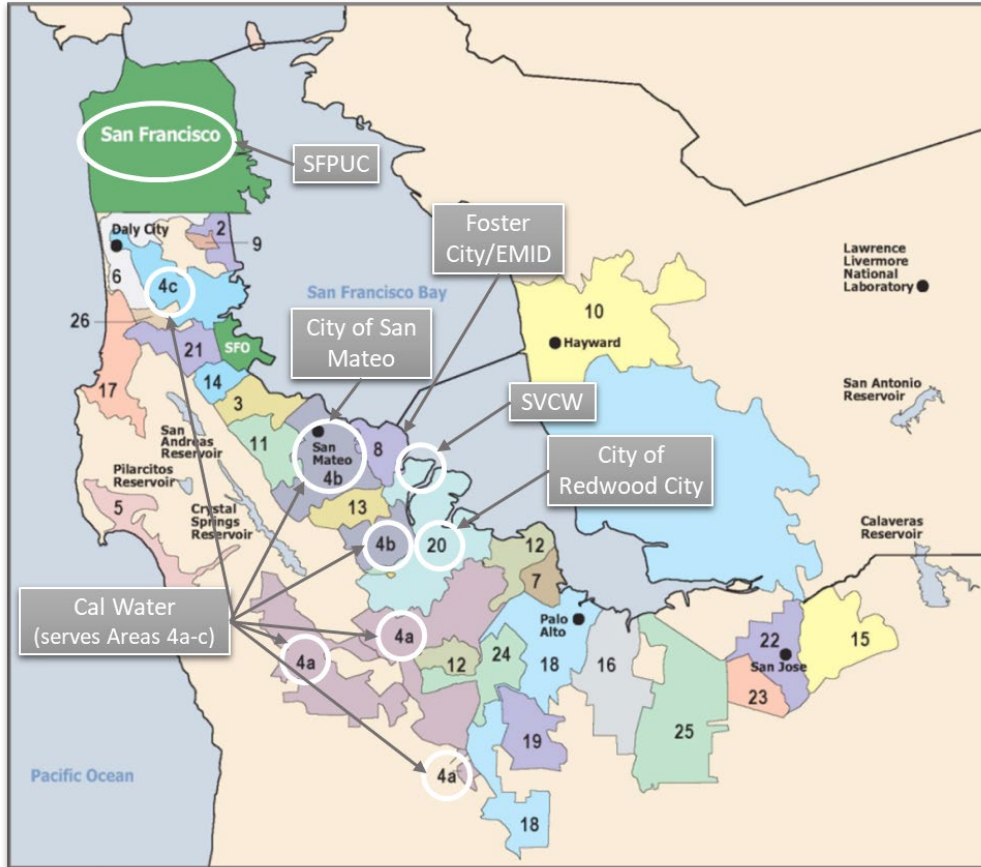 San Francisco
SFPUC
Daly City
2
9
6
4c
26
21
SFO
14
17
3
11
San Francisco Bay
Foster
City/EMID
City of San
Mateo
SVCW
City of
Redwood City
10
Hayward
Lawrence
Livermore
National
Laboratory
San Antonio
Reservoir
Calaveras
Reservoir
San
Andreas
Reservoir
Pilarcitos
Reservoir
Crystal
Springs
Reservoir
5
San
Mateo
4b
8
13
4b
20
12
7
Cal Water
(serves Areas 4a-c)
4a
4a
4a
12
24
Palo
Alto
18
16
22
San Jose
15
23
19
25
18
Pacific Ocean